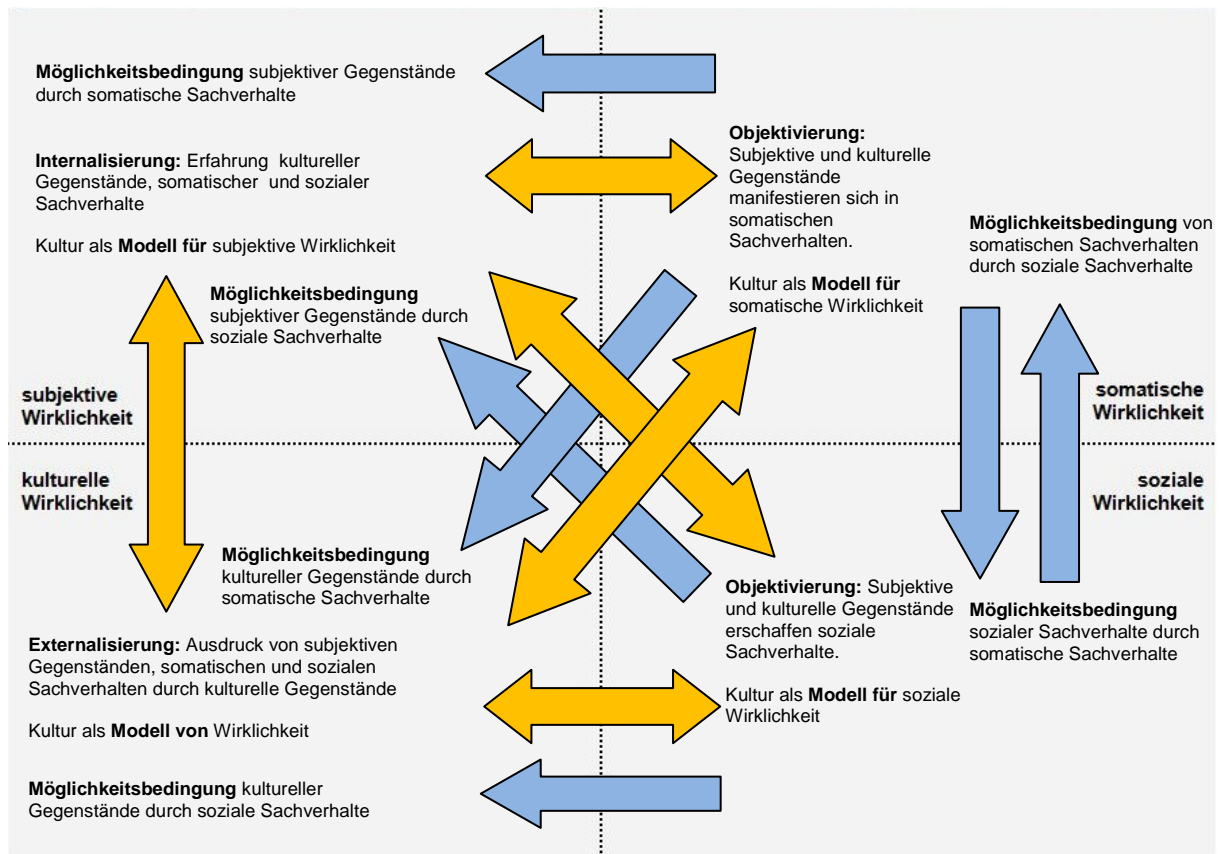 Möglichkeitsbedingung subjektiver Gegenstände
durch somatische Sachverhalte
Internalisierung: Erfahrung kultureller
Gegenstände, somatischer und sozialer
Sachverhalte
Kultur als Modell für subjektive Wirklichkeit
Möglichkeitsbedingung
subjektiver Gegenstände durch
soziale Sachverhalte
Objektivierung:
Subjektive und kulturelle
Gegenstände
manifestieren sich in
somatischen
Sachverhalten.
Kultur als Modell für
somatische Wirklichkeit
Möglichkeitsbedingung von
somatischen Sachverhalten
durch soziale Sachverhalte
subjektive
Wirklichkeit
somatische
Wirklichkeit
kulturelle
Wirklichkeit
soziale
Wirklichkeit
Möglichkeitsbedingung
kultureller Gegenstände durch
somatische Sachverhalte
Externalisierung: Ausdruck von subjektiven
Gegenständen, somatischen und sozialen
Sachverhalten durch kulturelle Gegenstände
Kultur als Modell von Wirklichkeit
Möglichkeitsbedingung kultureller
Gegenstände durch soziale Sachverhalte
Objektivierung: Subjektive
und kulturelle Gegenstände
erschaffen soziale
Sachverhalte.
Kultur als Modell für soziale
Wirklichkeit
Möglichkeitsbedingung
sozialer Sachverhalte durch
somatische Sachverhalte